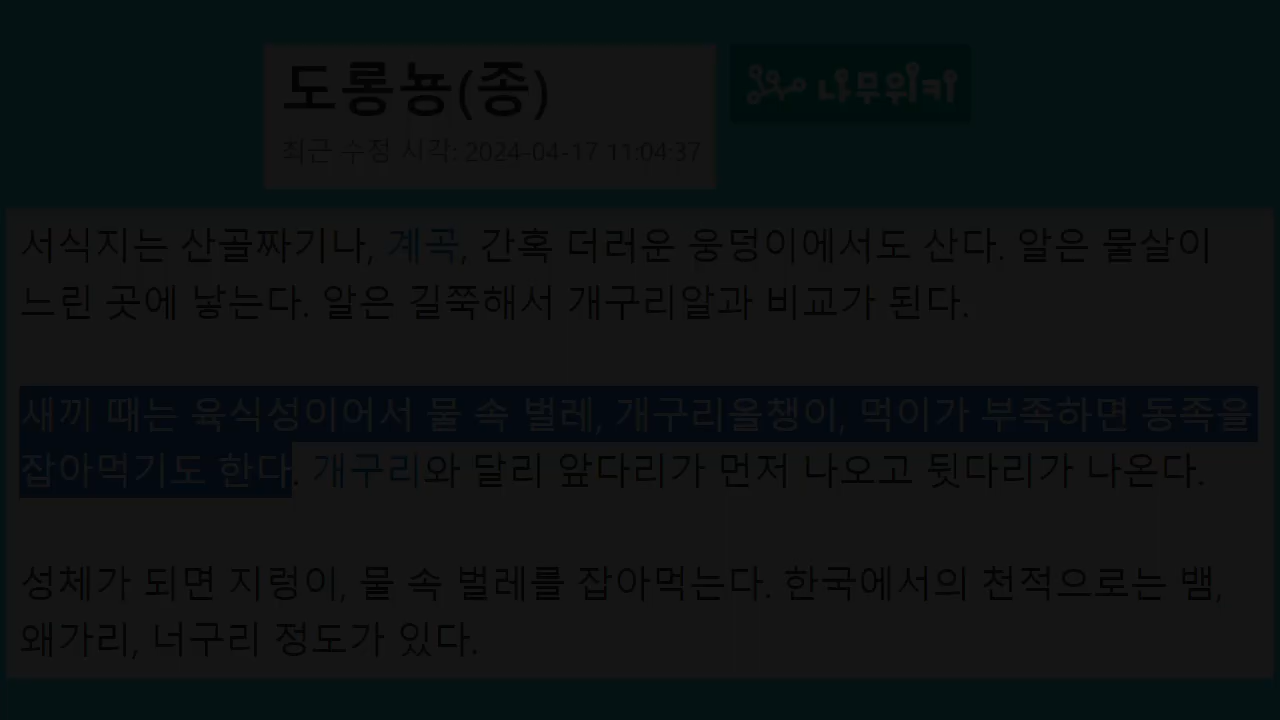 도롱뇽(종)
나무위키
최근 수정 시각: 2024-04-17 11:04:37
서식지는 산골짜기나, 계곡, 간혹 더러운 웅덩이에서도 산다. 알은 물살이
느린 곳에 낳는다. 알은 길쭉해서 개구리알과 비교가 된다.
새끼 때는 육식성이어서 물 속 벌레, 개구리올챙이, 먹이가 부족하면 동족을
잡아먹기도 한다. 개구리와 달리 앞다리가 먼저 나오고 뒷다리가 나온다.
성체가 되면 지렁이, 물 속 벌레를 잡아먹는다. 한국에서의 천적으로는 뱀,
왜가리, 너구리 정도가 있다.